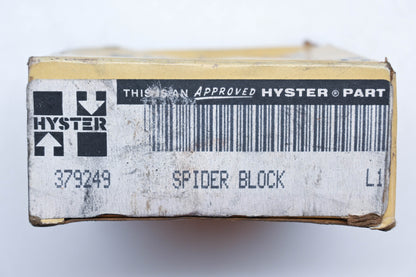 THIS IS AN APPROVED HYSTER® PART
HYSTER
379249 SPIDER BLOCK L1